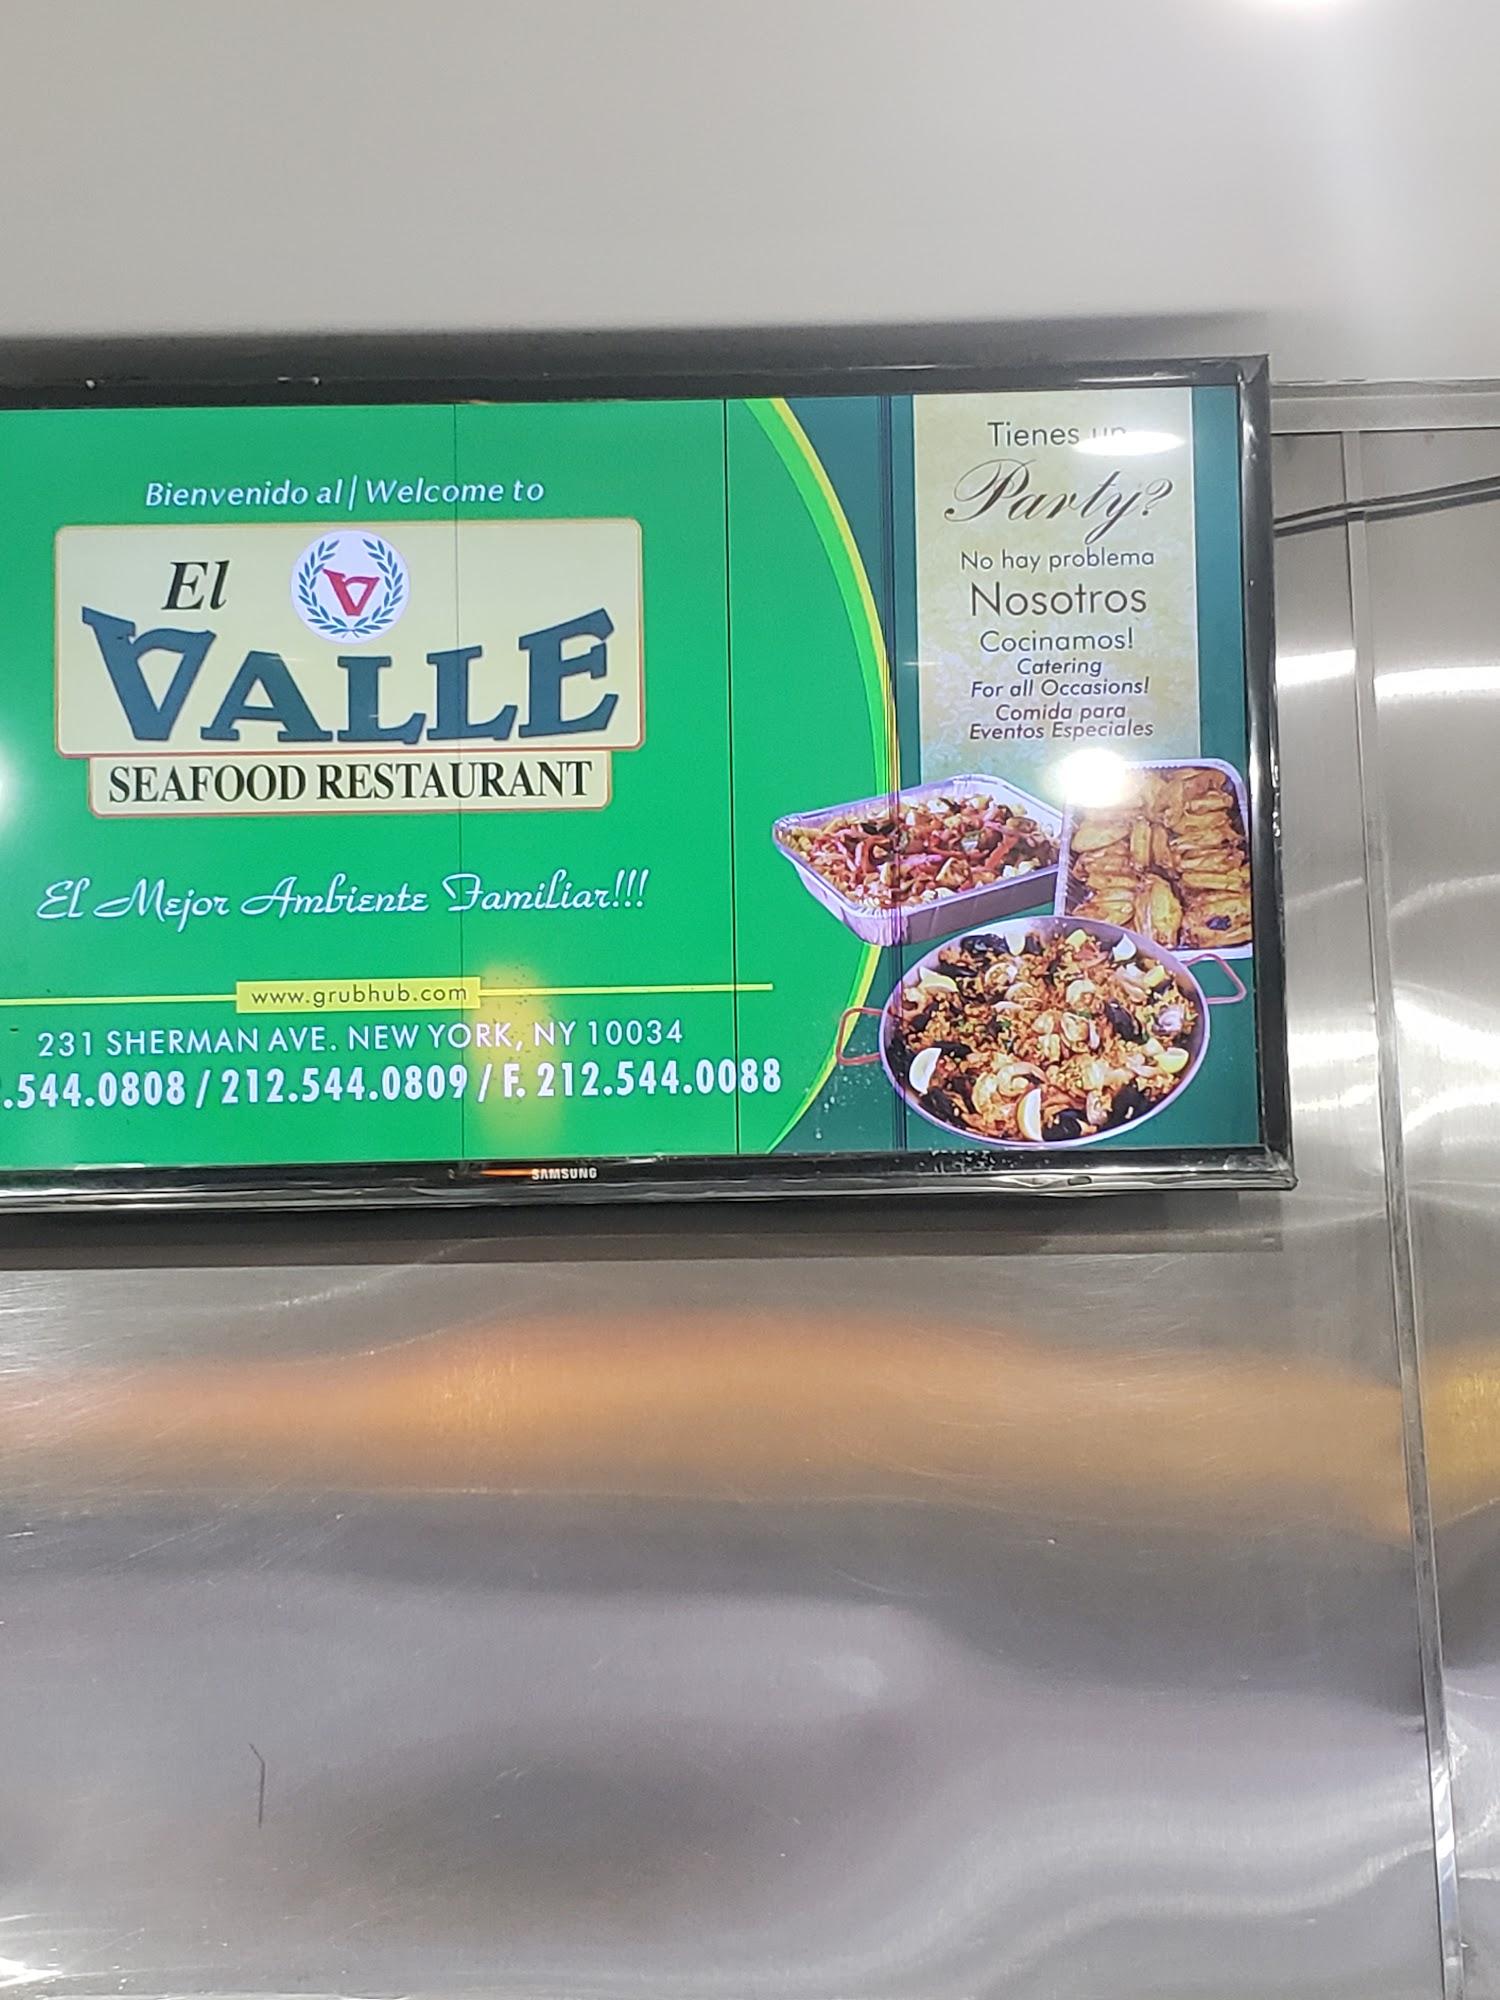 Bienvenido al | Welcome to
El
VALLE
SEAFOOD RESTAURANT
El Mejor Ambiente Familiar!!!
www.grubhub.com
231 SHERMAN AVE. NEW YORK, NY 10034
.544.0808 / 212.544.0809 / F. 212.544.0088
Tienes un
Party?
No hay problema
Nosotros
Cocinamos!
Catering
For all Occasions!
Comida para
Eventos Especiales
SAMSUNG